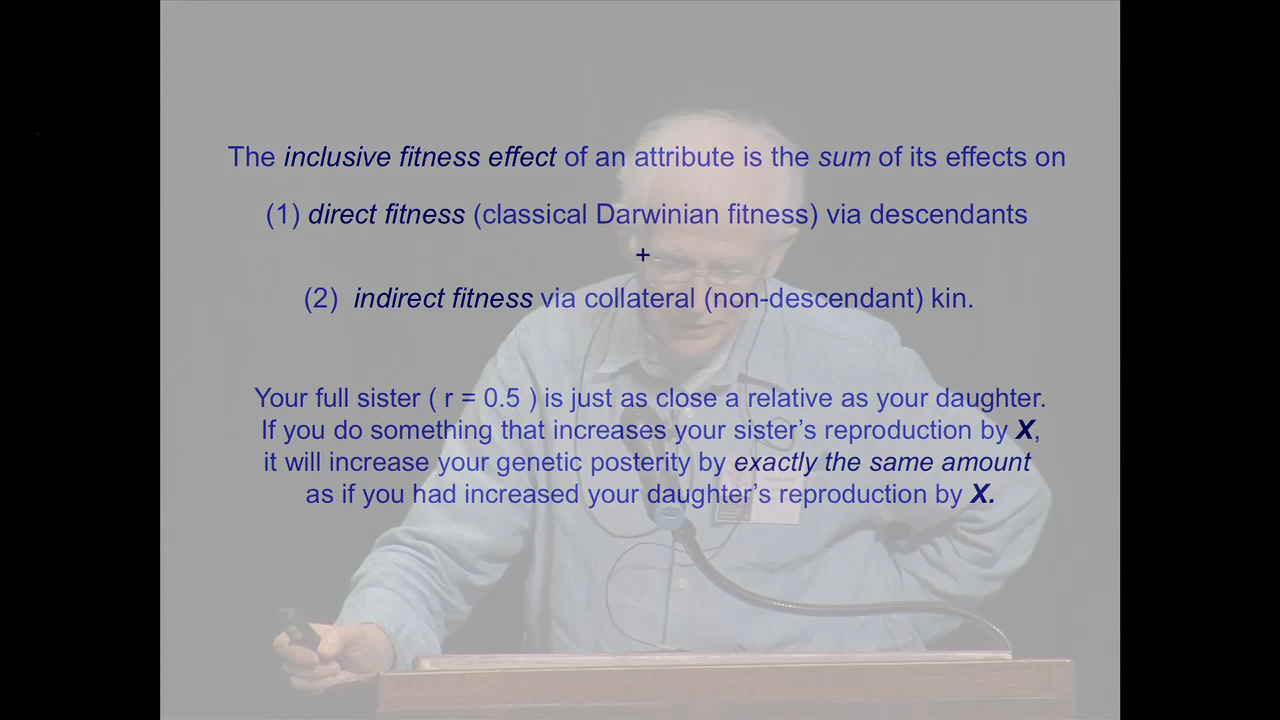 The inclusive fitness effect of an attribute is the sum of its effects on
(1) direct fitness (classical Darwinian fitness) via descendants
+
(2) indirect fitness via collateral (non-descendant) kin.
Your full sister ( r = 0.5 ) is just as close a relative as your daughter.
If you do something that increases your sister’s reproduction by X,
it will increase your genetic posterity by exactly the same amount
as if you had increased your daughter’s reproduction by X.